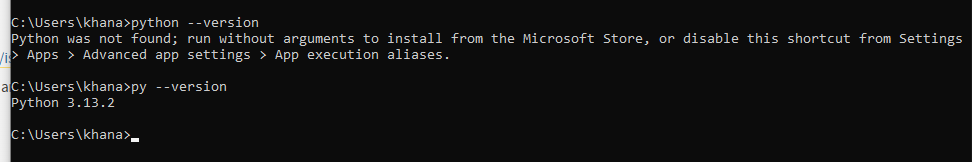 C:\Users\khana>python --version
Python was not found; run without arguments to install from the Microsoft Store, or disable this shortcut from Settings
> Apps > Advanced app settings > App execution aliases.
C:\Users\khana>py --version
Python 3.13.2
C:\Users\khana>